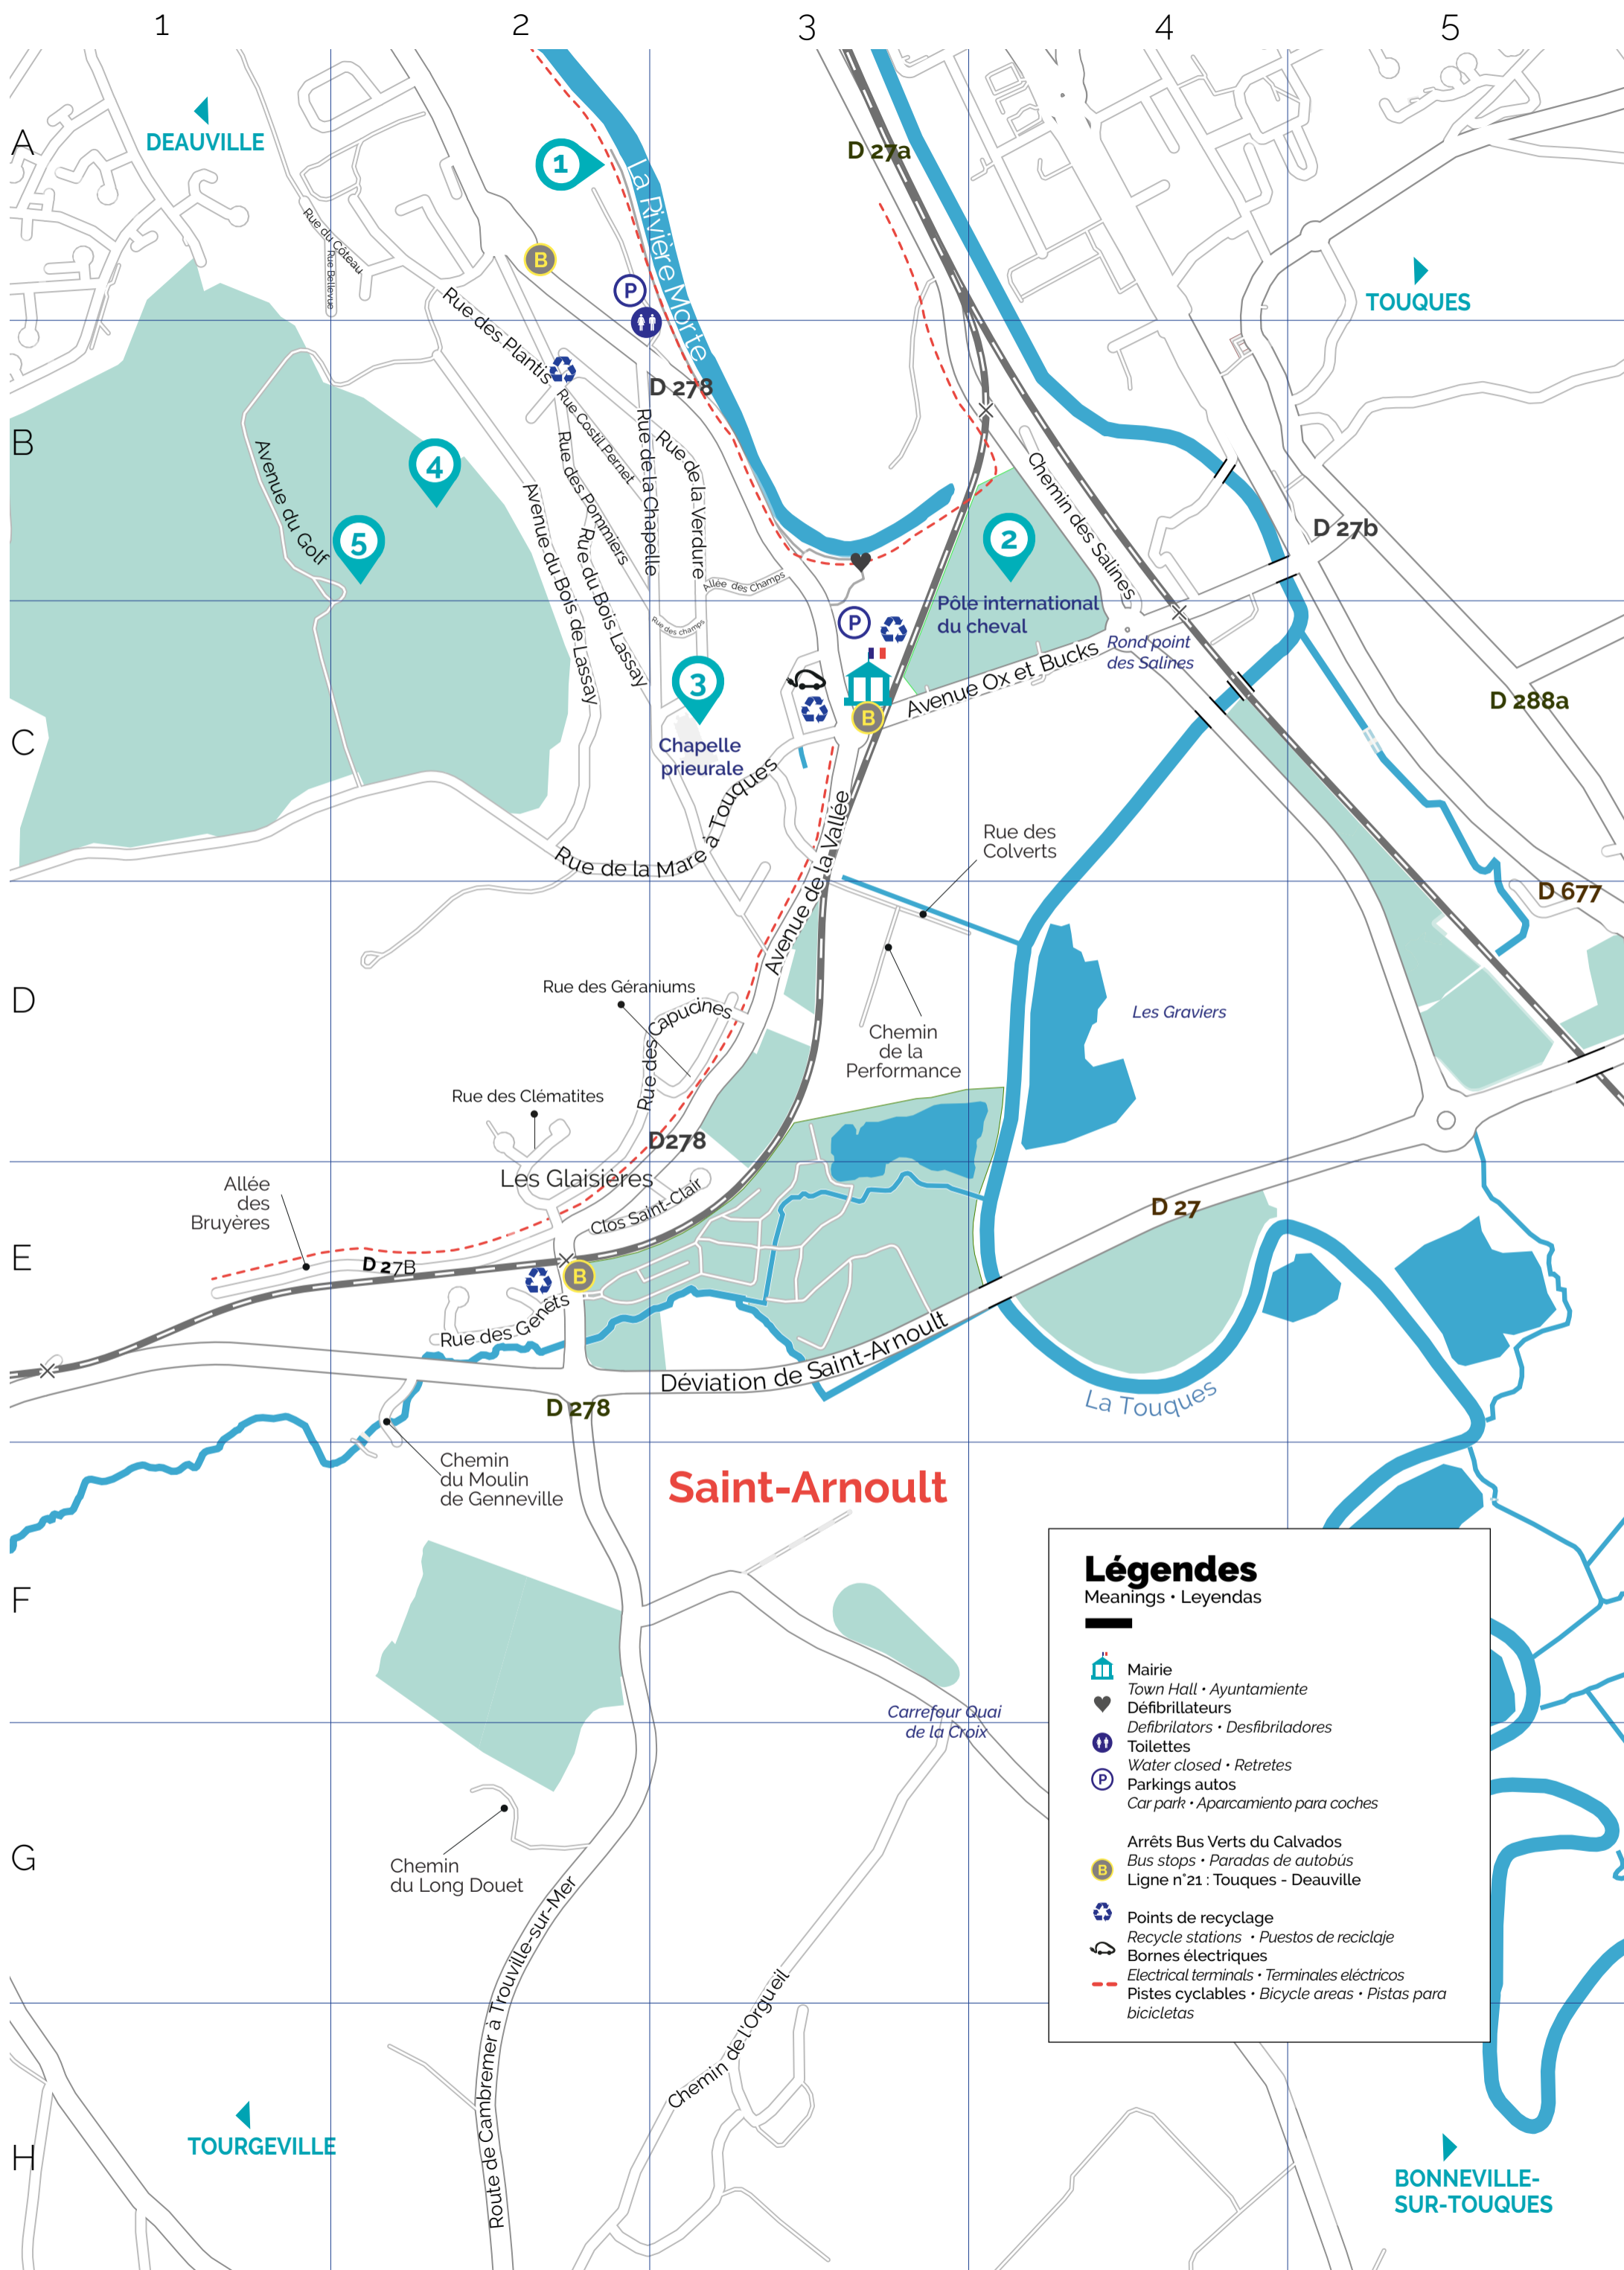 1 2 3 4 5
A
DEAUVILLE
D 27a
1
La Rivière Morte
Rue du Côteau
Rue Bellevue
B
P
TOUQUES
Rue des Plantis
D 278
B
Avenue du Golf
4
5
Rue Costil Pernet
Rue des Pommiers
Rue de la Chapelle
Rue de la Verdure
Avenue du Bois de Lassay
Rue du Bois Lassay
Allée des Champs
Rue des champs
Chemin des Salines
2
Pôle international
du cheval
D 27b
P
Rond point
des Salines
Avenue Ox et Bucks
D 288a
C
3
Chapelle
prieurale
B
Rue de la Mare à Touques
Avenue de la Vallée
Rue des
Colverts
D 677
D
Rue des Géraniums
Rue des Capucines
Chemin
de la
Performance
Les Graviers
Rue des Clématites
D278
Les Glaisières
Clos Saint-Clair
Allée
des
Bruyères
D 27
E
D 27B
B
Rue des Genêts
Déviation de Saint-Arnoult
La Touques
D 278
Chemin
du Moulin
de Genneville
Saint-Arnoult
F
Carrefour Quai
de la Croix
G
Chemin
du Long Douet
Route de Cambremer à Trouville-sur-Mer
Chemin de l'Orgueil
H
TOURGEVILLE
BONNEVILLE-
SUR-TOUQUES
Légendes
Meanings • Leyendas
Mairie
Town Hall • Ayuntamiente
Défibrillateurs
Defibrilators • Desfibriladores
Toilettes
Water closed • Retretes
P
Parkings autos
Car park • Aparcamiento para coches
Arrêts Bus Verts du Calvados
Bus stops • Paradas de autobús
B
Ligne n°21 : Touques - Deauville
Points de recyclage
Recycle stations • Puestos de reciclaje
Bornes électriques
Electrical terminals • Terminales eléctricos
Pistes cyclables • Bicycle areas • Pistas para
bicicletas